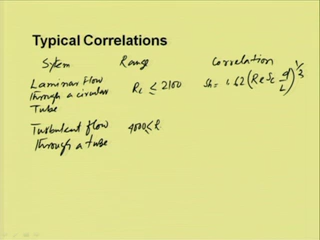 Typical Correlations
System Range Correlation
Laminar Flow through a circular Tube Re ≤ 2100 Sh = 1.62 (Re Sc d/L)^1/3
Turbulent flow through a tube 4000 < R